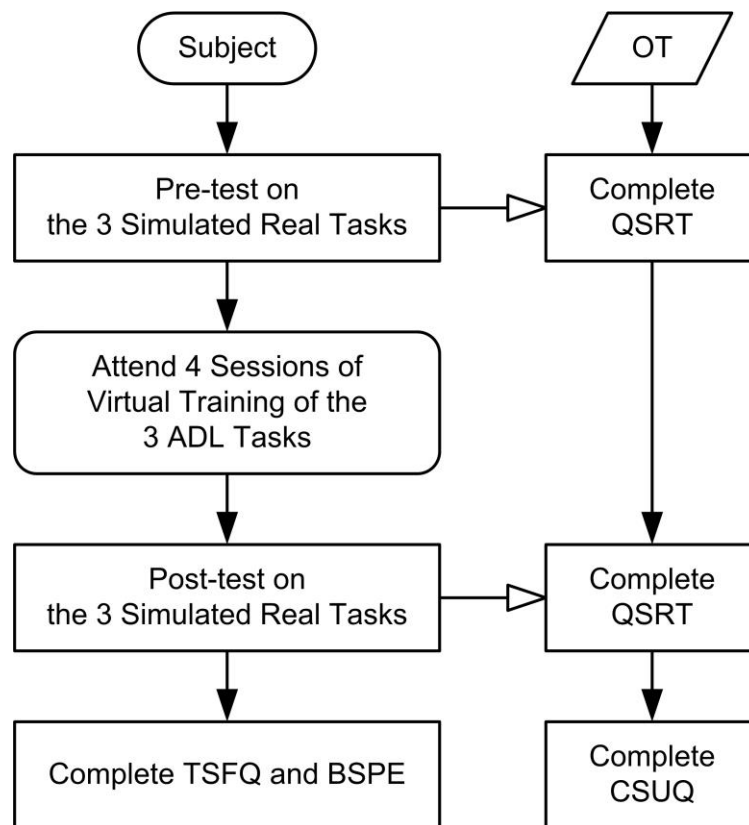 Subject
OT
Pre-test on
the 3 Simulated Real Tasks
Complete
QSRT
Attend 4 Sessions of
Virtual Training of the
3 ADL Tasks
Post-test on
the 3 Simulated Real Tasks
Complete
QSRT
Complete TSFQ and BSPE
Complete
CSUQ